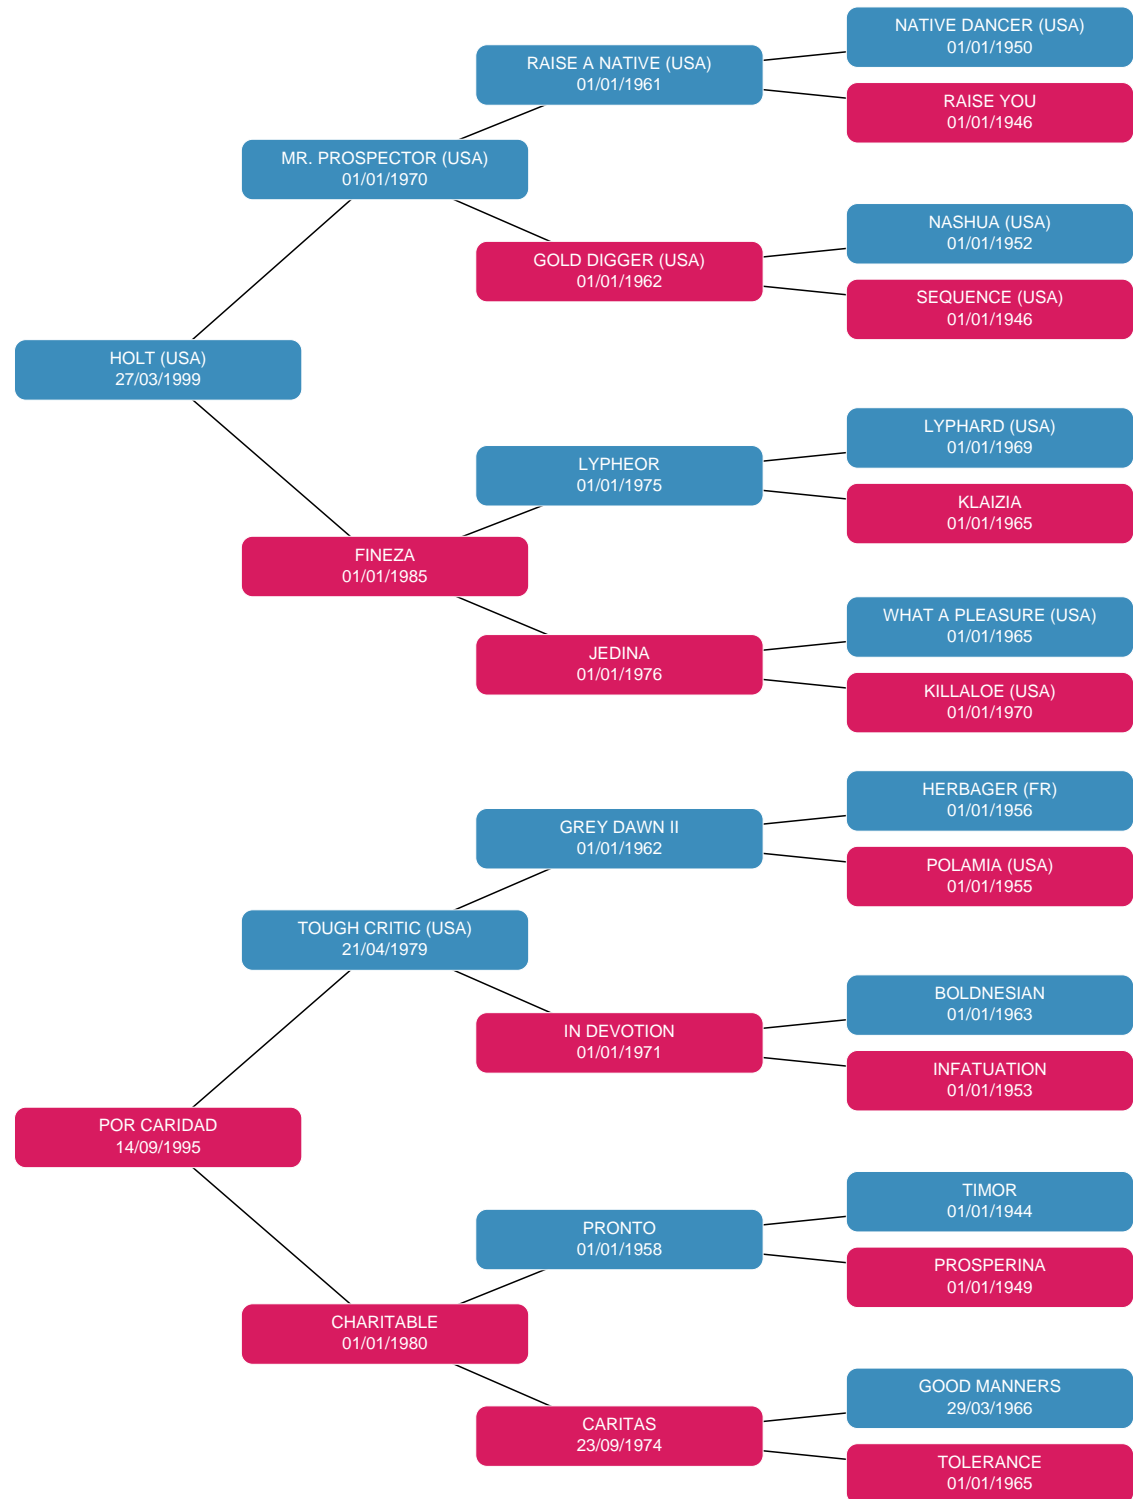 NATIVE DANCER (USA)
01/01/1950
RAISE A NATIVE (USA)
01/01/1961
RAISE YOU
01/01/1946
MR. PROSPECTOR (USA)
01/01/1970
NASHUA (USA)
01/01/1952
GOLD DIGGER (USA)
01/01/1962
SEQUENCE (USA)
01/01/1946
HOLT (USA)
27/03/1999
LYPHARD (USA)
01/01/1969
LYPHEOR
01/01/1975
KLAIZIA
01/01/1965
FINEZA
01/01/1985
WHAT A PLEASURE (USA)
01/01/1965
JEDINA
01/01/1976
KILLALOE (USA)
01/01/1970
HERBAGER (FR)
01/01/1956
GREY DAWN II
01/01/1962
POLAMIA (USA)
01/01/1955
TOUGH CRITIC (USA)
21/04/1979
BOLDNESIAN
01/01/1963
IN DEVOTION
01/01/1971
INFATUATION
01/01/1953
POR CARIDAD
14/09/1995
TIMOR
01/01/1944
PRONTO
01/01/1958
PROSPERINA
01/01/1949
CHARITABLE
01/01/1980
GOOD MANNERS
29/03/1966
CARITAS
23/09/1974
TOLERANCE
01/01/1965